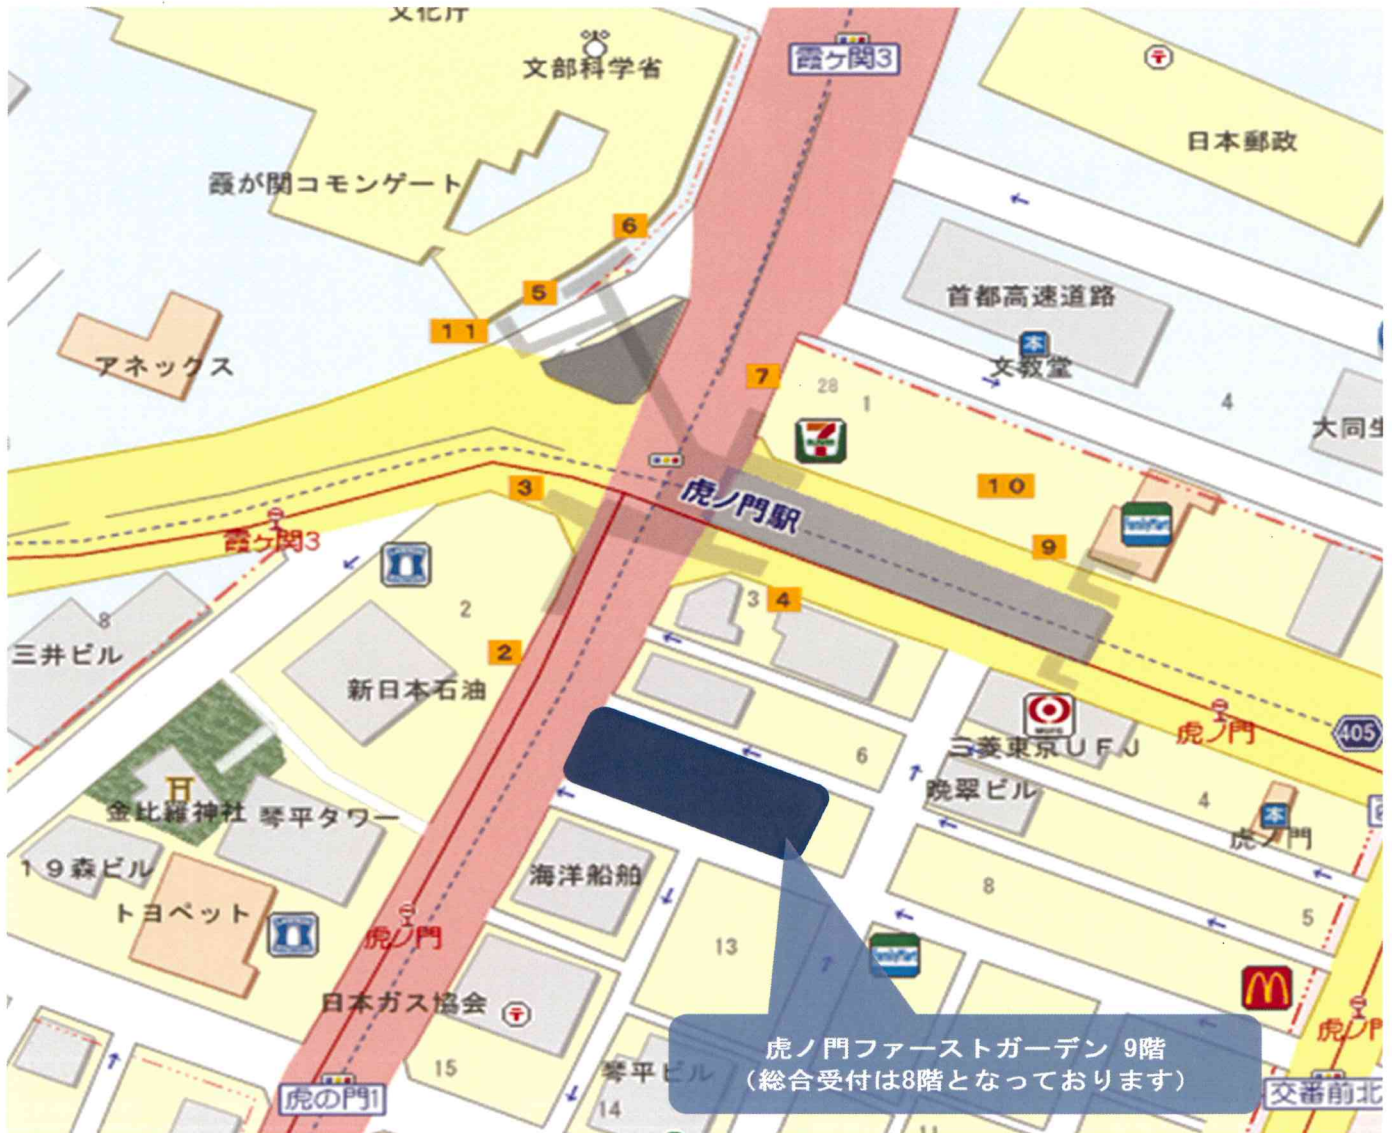 文化庁
文部科学省
霞ヶ関3
日本郵政
霞が関コモンゲート
6
5
首都高速道路
11
文教堂
アネックス
7
28
1
4
大同生
3
虎ノ門駅
10
FamilyMart
9
霞ヶ関3
2
3
4
8
三井ビル
2
新日本石油
405
虎ノ門
三菱東京UFJ
6
晩翠ビル
4
虎ノ門
金比羅神社
琴平タワー
19森ビル
海洋船舶
8
5
トヨペット
虎ノ門
13
FamilyMart
日本ガス協会
虎ノ門
虎ノ門ファーストガーデン 9階
(総合受付は8階となっております)
15
琴平ビル
虎の門1
14
交番前北
11